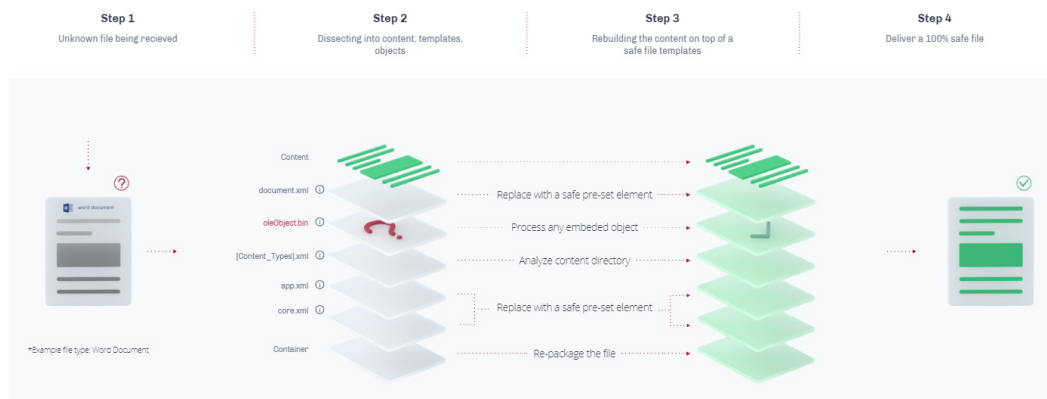 Step 1
Unknown file being recieved
Step 2
Dissecting into content, templates,
objects
Step 3
Rebuilding the content on top of a
safe file templates
Step 4
Deliver a 100% safe file
word document
*Example file type: Word Document
Content
document.xml
oleObject.bin
[Content_Types].xml
app.xml
core.xml
Container
Replace with a safe pre-set element
Process any embeded object
Analyze content directory
Replace with a safe pre-set element
Re-package the file